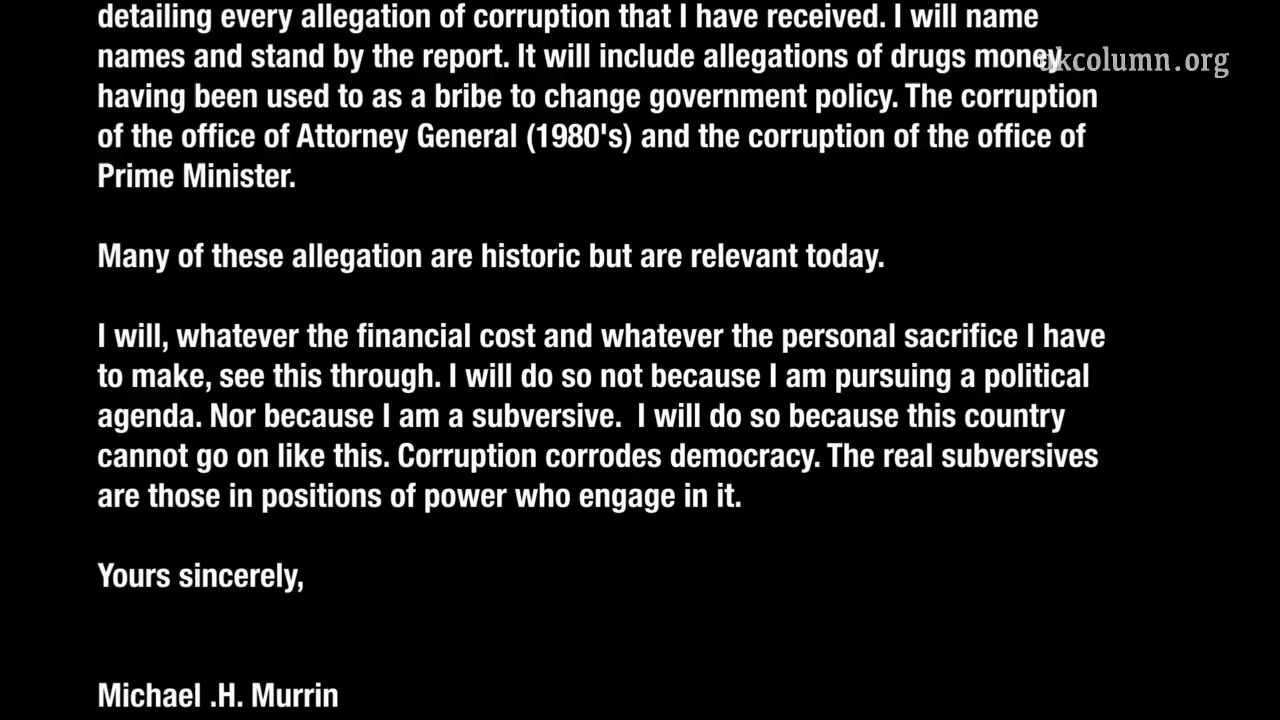 detailing every allegation of corruption that I have received. I will name
names and stand by the report. It will include allegations of drugs money
ukcolumn.org
having been used to as a bribe to change government policy. The corruption
of the office of Attorney General (1980's) and the corruption of the office of
Prime Minister.
Many of these allegation are historic but are relevant today.
I will, whatever the financial cost and whatever the personal sacrifice I have
to make, see this through. I will do so not because I am pursuing a political
agenda. Nor because I am a subversive.  I will do so because this country
cannot go on like this. Corruption corrodes democracy. The real subversives
are those in positions of power who engage in it.
Yours sincerely,
Michael .H. Murrin